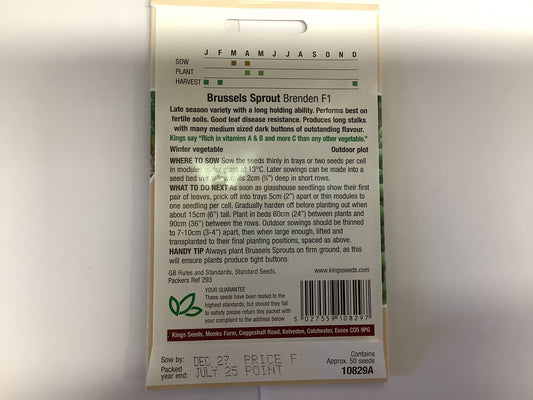 J F M A M J J A S O N D
SOW
PLANT
HARVEST
Brussels Sprout Brenden F1
Late season variety with a long holding ability. Performs best on
fertile soils. Good leaf disease resistance. Produces long stalks
with many medium sized dark buttons of outstanding flavour.
Kings say "Rich in vitamins A & B and more C than any other vegetable."
Winter vegetable Outdoor plot
WHERE TO SOW Sow the seeds thinly in trays or two seeds per cell
in modules under glass at 13°C. Later sowings can be made into a
seed bed in drills 2cm (¾") deep in short rows.
WHAT TO DO NEXT As soon as glasshouse seedlings show their first
pair of leaves, prick off into trays 5cm (2") apart or thin modules to
one seedling per cell. Gradually harden off before planting out when
about 15cm (6") tall. Plant in beds 60cm (24") between plants and
90cm (36") between the rows. Outdoor sowings should be thinned
to 7-10cm (3-4") apart, then when large enough, lifted and
transplanted to their final planting positions, spaced as above.
HANDY TIP Always plant Brussels Sprouts on firm ground, as this
will ensure plants produce tight buttons.
GB Rules and Standards, Standard Seeds.
Packers Ref 293
www.kingsseeds.com
YOUR GUARANTEE
These seeds have been tested to the
highest standards, but should they fail
to satisfy please return this packet with
your complaint to the address below
5 027559 108297
Kings Seeds, Monks Farm, Coggeshall Road, Kelvedon, Colchester, Essex CO5 9PG
Sow by: DEC 27 PRICE F
Packed year end: JULY 25 POINT
Contains
Approx. 50 seeds
10829A